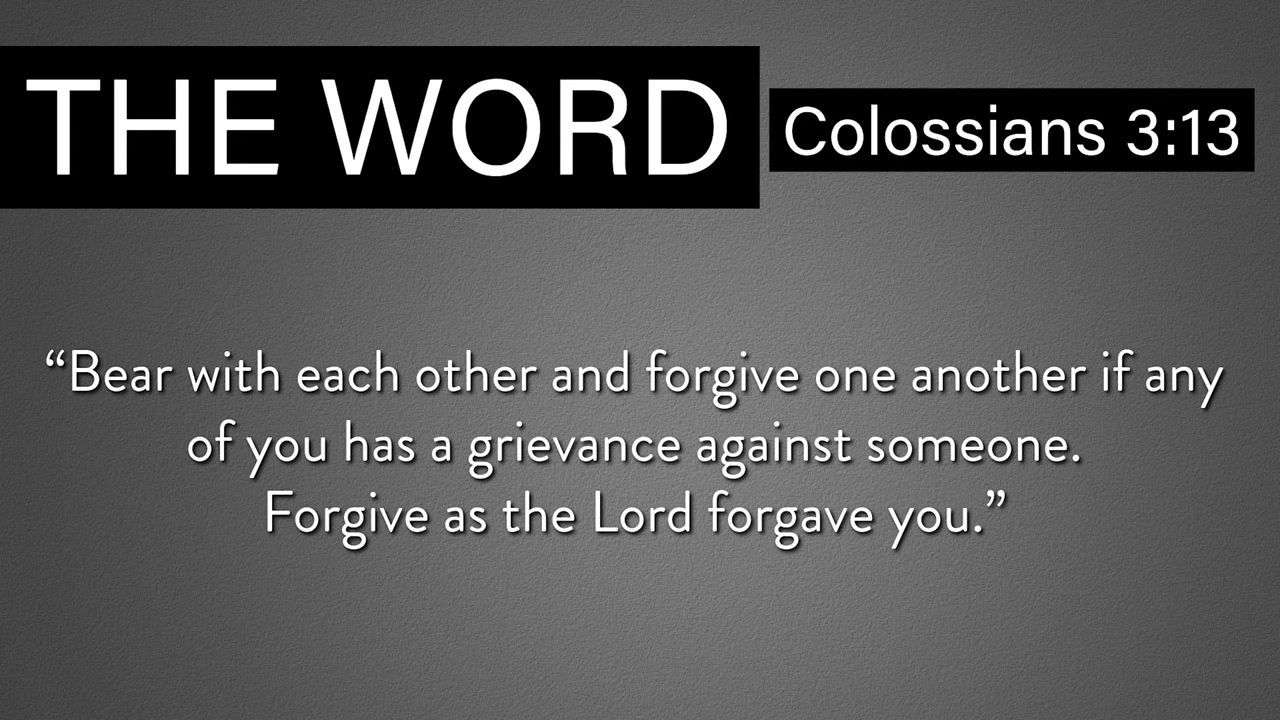 THE WORD
Colossians 3:13
“Bear with each other and forgive one another if any
of you has a grievance against someone.
Forgive as the Lord forgave you.”